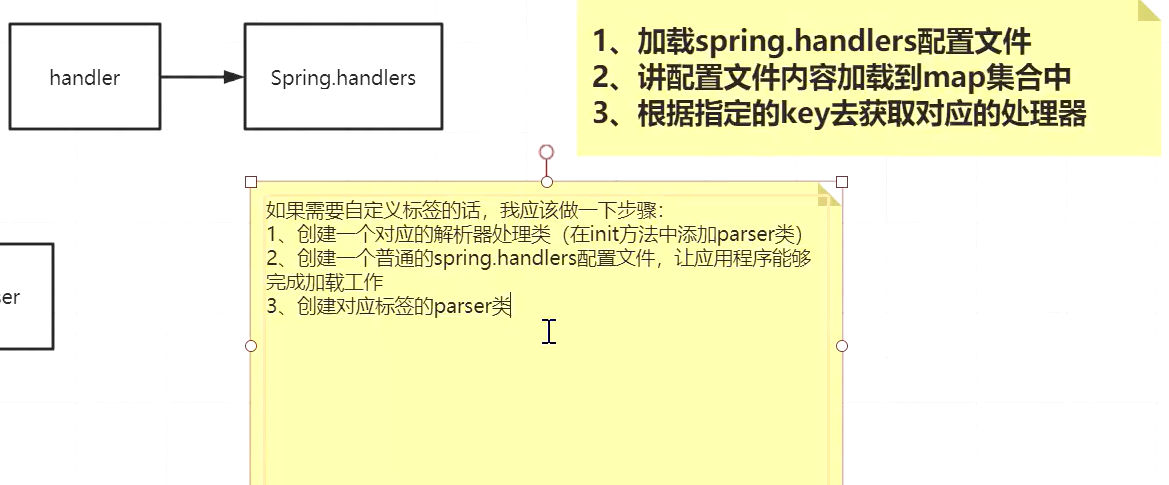 handler
Spring.handlers
1、加载spring.handlers配置文件
2、讲配置文件内容加载到map集合中
3、根据指定的key去获取对应的处理器
如果需要自定义标签的话，我应该做一下步骤：
1、创建一个对应的解析器处理类（在init方法中添加parser类）
2、创建一个普通的spring.handlers配置文件，让应用程序能够
完成加载工作
3、创建对应标签的parser类
ser